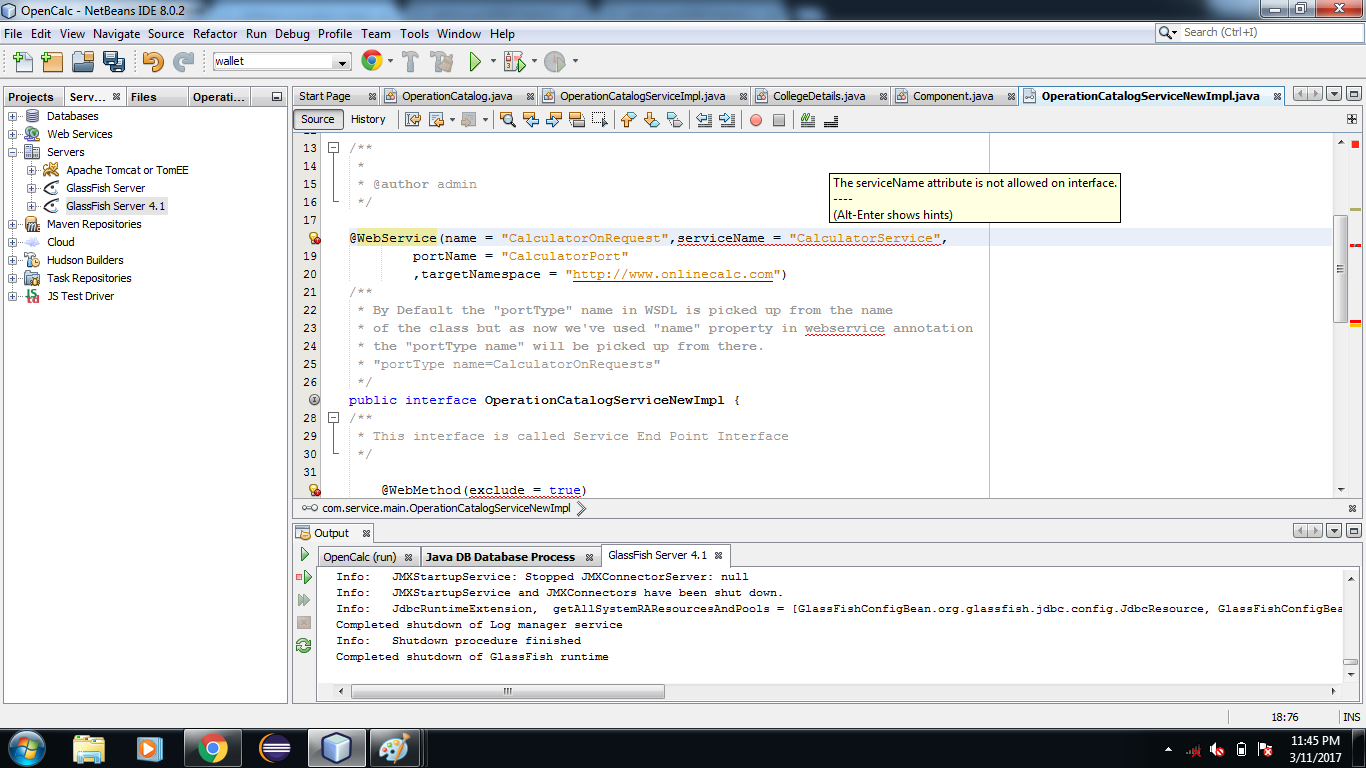 OpenCalc - NetBeans IDE 8.0.2
File Edit View Navigate Source Refactor Run Debug Profile Team Tools Window Help
Search (Ctrl+I)
wallet
Projects Serv... Files Operati...
Start Page OperationCatalog.java OperationCatalogServiceImpl.java CollegeDetails.java Component.java OperationCatalogServiceNewImpl.java
Databases
Web Services
Servers
Apache Tomcat or TomEE
GlassFish Server
GlassFish Server 4.1
Maven Repositories
Cloud
Hudson Builders
Task Repositories
JS Test Driver
Source History
13 /**
14 *
15 * @author admin
16 */
17
@WebService(name = "CalculatorOnRequest",serviceName = "CalculatorService",
19 portName = "CalculatorPort"
20 ,targetNamespace = "http://www.onlinecalc.com")
21 /**
22 * By Default the "portType" name in WSDL is picked up from the name
23 * of the class but as now we've used "name" property in webservice annotation
24 * the "portType name" will be picked up from there.
25 * "portType name=CalculatorOnRequests"
26 */
public interface OperationCatalogServiceNewImpl {
28 /**
29 * This interface is called Service End Point Interface
30 */
31
@WebMethod(exclude = true)
The serviceName attribute is not allowed on interface.
----
(Alt-Enter shows hints)
com.service.main.OperationCatalogServiceNewImpl
Output
OpenCalc (run) Java DB Database Process GlassFish Server 4.1
Info: JMXStartupService: Stopped JMXConnectorServer: null
Info: JMXStartupService and JMXConnectors have been shut down.
Info: JdbcRuntimeExtension, getAllSystemRAResourcesAndPools = [GlassFishConfigBean.org.glassfish.jdbc.config.JdbcResource, GlassFishConfigBea
Completed shutdown of Log manager service
Info: Shutdown procedure finished
Completed shutdown of GlassFish runtime
18:76 INS
11:45 PM
3/11/2017